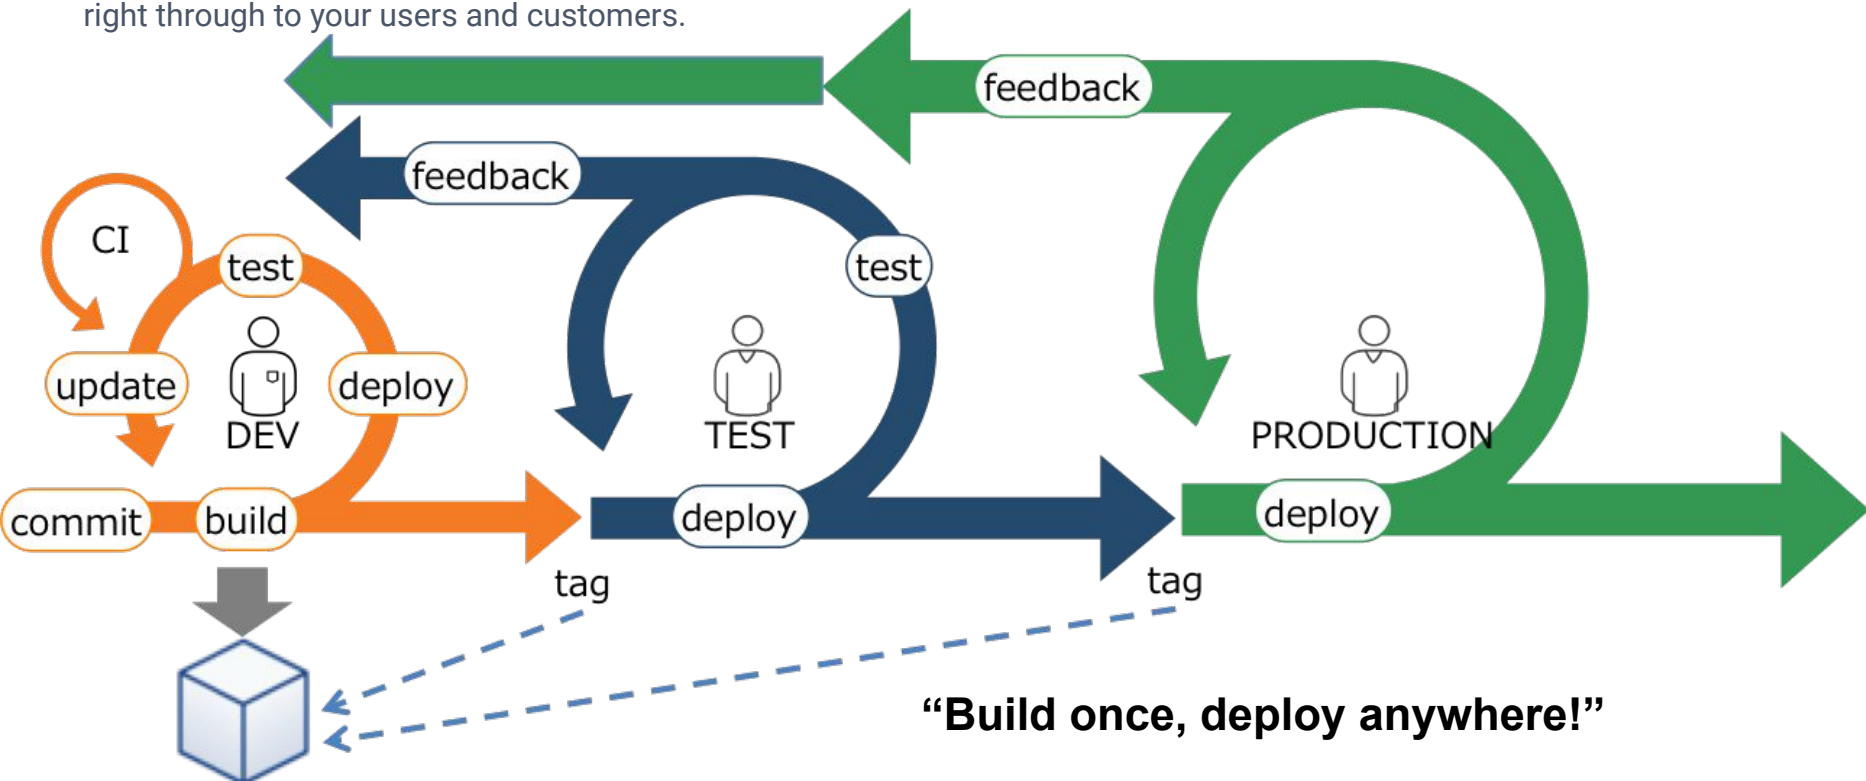 right through to your users and customers.
feedback
feedback
CI
test
test
update
deploy
DEV
TEST
PRODUCTION
commit
build
deploy
deploy
tag
tag
“Build once, deploy anywhere!”